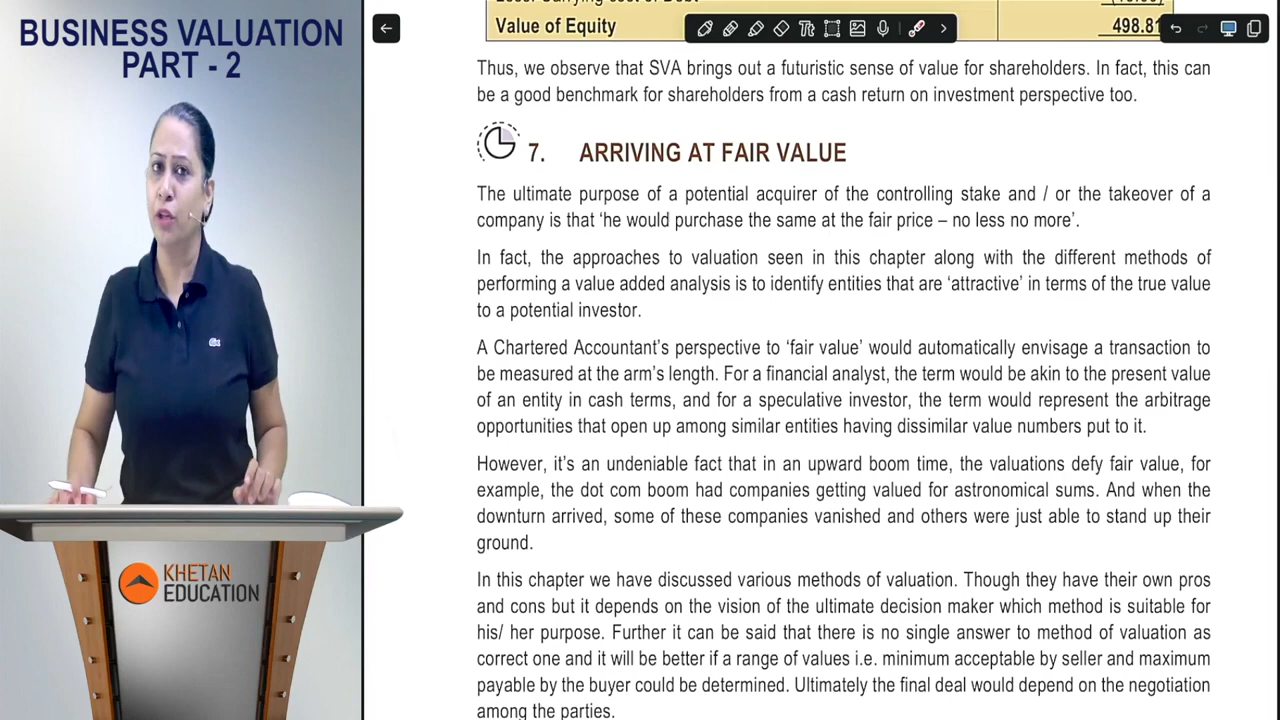 BUSINESS VALUATION
PART - 2
KHETAN
EDUCATION
Value of Equity
498.81
Thus, we observe that SVA brings out a futuristic sense of value for shareholders. In fact, this can
be a good benchmark for shareholders from a cash return on investment perspective too.
7. ARRIVING AT FAIR VALUE
The ultimate purpose of a potential acquirer of the controlling stake and / or the takeover of a
company is that ‘he would purchase the same at the fair price – no less no more’.
In fact, the approaches to valuation seen in this chapter along with the different methods of
performing a value added analysis is to identify entities that are ‘attractive’ in terms of the true value
to a potential investor.
A Chartered Accountant’s perspective to ‘fair value’ would automatically envisage a transaction to
be measured at the arm’s length. For a financial analyst, the term would be akin to the present value
of an entity in cash terms, and for a speculative investor, the term would represent the arbitrage
opportunities that open up among similar entities having dissimilar value numbers put to it.
However, it’s an undeniable fact that in an upward boom time, the valuations defy fair value, for
example, the dot com boom had companies getting valued for astronomical sums. And when the
downturn arrived, some of these companies vanished and others were just able to stand up their
ground.
In this chapter we have discussed various methods of valuation. Though they have their own pros
and cons but it depends on the vision of the ultimate decision maker which method is suitable for
his/ her purpose. Further it can be said that there is no single answer to method of valuation as
correct one and it will be better if a range of values i.e. minimum acceptable by seller and maximum
payable by the buyer could be determined. Ultimately the final deal would depend on the negotiation
among the parties.